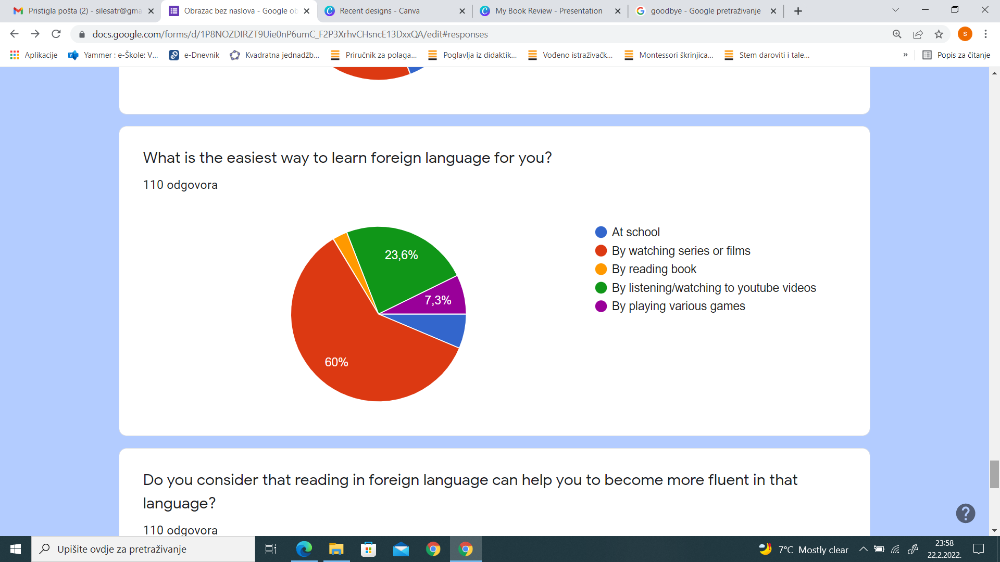 Pristigla pošta (2) - silesatr@gma
Obrazac bez naslova - Google ob
Recent designs - Canva
My Book Review - Presentation
goodbye - Google pretraživanje
docs.google.com/forms/d/1P8NOZDIRZT9Uie0nP6umC_F2P3XrhvCHsncE13DxxQA/edit#responses
s
Aplikacije
Yammer : e-Škole: V...
e-Dnevnik
Kvadratna jednadžb...
Priručnik za polaga...
Poglavlja iz didaktik...
Vođeno istraživačk...
Montessori škrinjica...
Stem daroviti i tale...
»
Popis za čitanje
What is the easiest way to learn foreign language for you?
110 odgovora
23,6%
7,3%
60%
At school
By watching series or films
By reading book
By listening/watching to youtube videos
By playing various games
Do you consider that reading in foreign language can help you to become more fluent in that
language?
110 odgovora
Upišite ovdje za pretraživanje
7°C Mostly clear
23:58
22.2.2022.